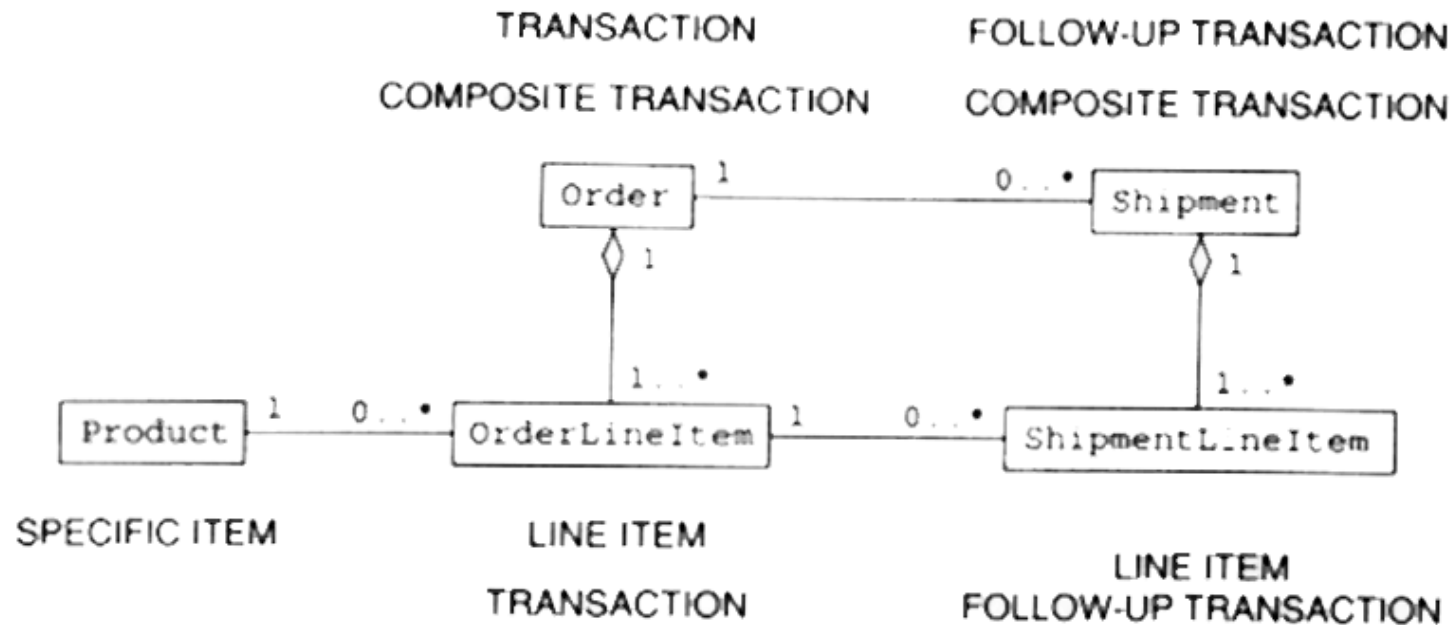 TRANSACTION
FOLLOW-UP TRANSACTION
COMPOSITE TRANSACTION
COMPOSITE TRANSACTION
Order
1
0..*
Shipment
1
1
1..*
1..*
Product
1
0..*
OrderLineItem
1
0..*
ShipmentLineItem
SPECIFIC ITEM
LINE ITEM
LINE ITEM
TRANSACTION
FOLLOW-UP TRANSACTION